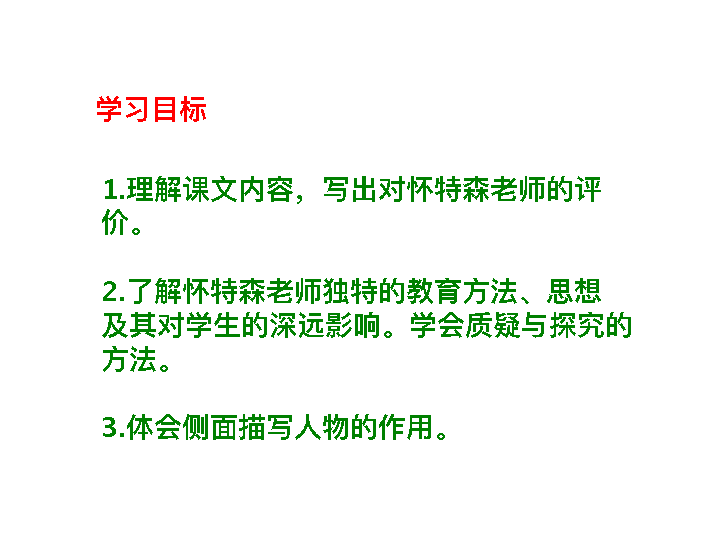 学习目标
1.理解课文内容，写出对怀特森老师的评
价。
2.了解怀特森老师独特的教育方法、思想
及其对学生的深远影响。学会质疑与探究的
方法。
3.体会侧面描写人物的作用。